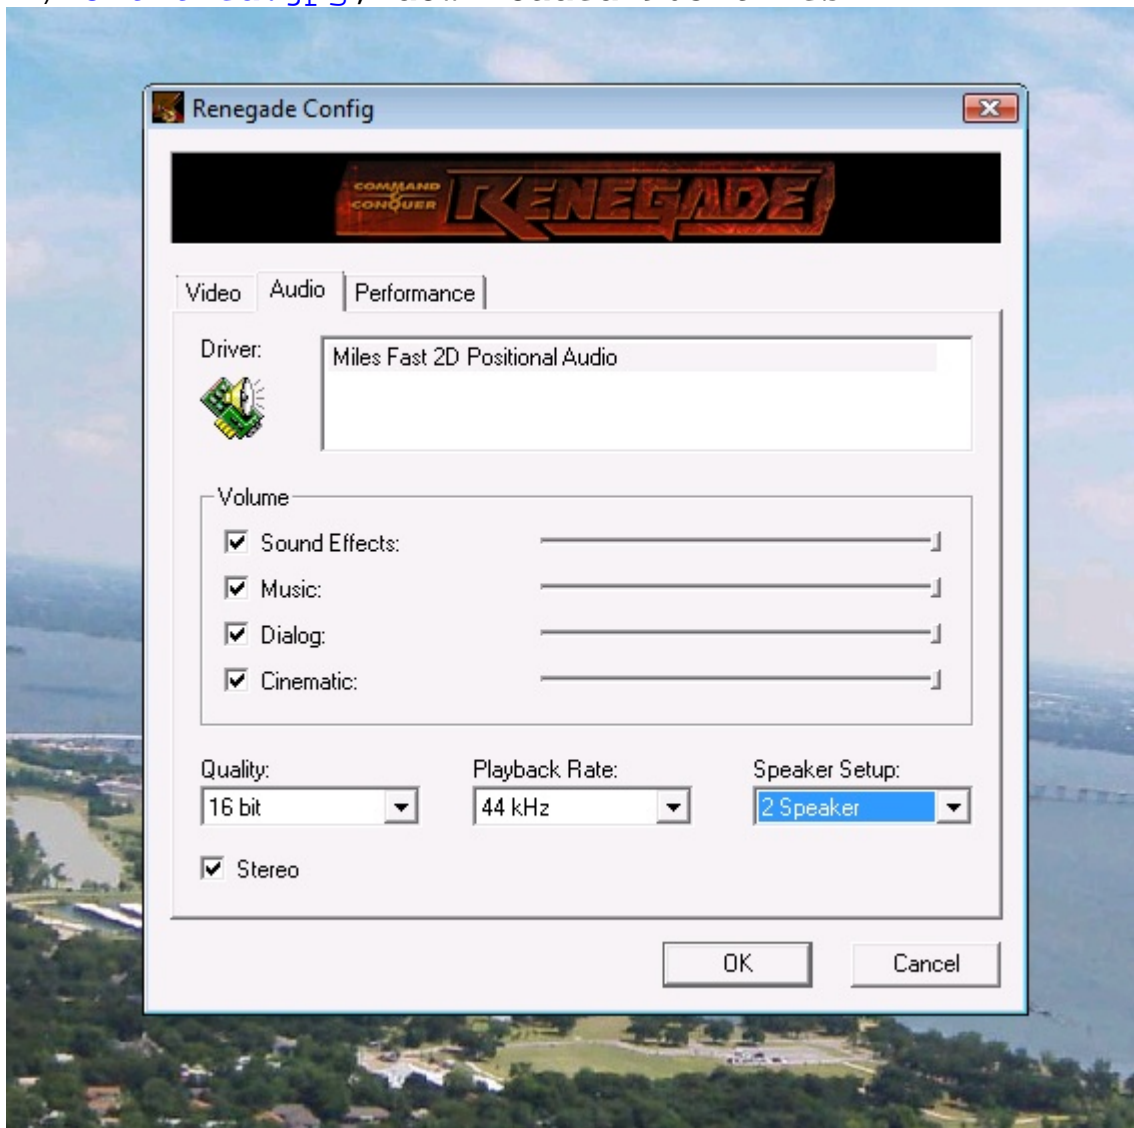 Renegade Config
COMMAND & CONQUER RENEGADE
Video Audio Performance
Driver:
Miles Fast 2D Positional Audio
Volume
Sound Effects:
Music:
Dialog:
Cinematic:
Quality: Playback Rate: Speaker Setup:
16 bit 44 kHz 2 Speaker
Stereo
OK Cancel